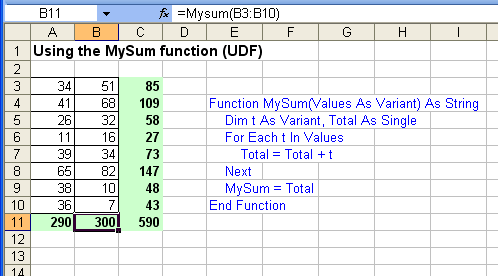 B11 fx =Mysum(B3:B10)
A B C D E F G H I
1 Using the MySum function (UDF)
2
3 34 51 85
4 41 68 109 Function MySum(Values As Variant) As String
5 26 32 58 Dim t As Variant, Total As Single
6 11 16 27 For Each t In Values
7 39 34 73 Total = Total + t
8 65 82 147 Next
9 38 10 48 MySum = Total
10 36 7 43 End Function
11 290 300 590
12
13
14